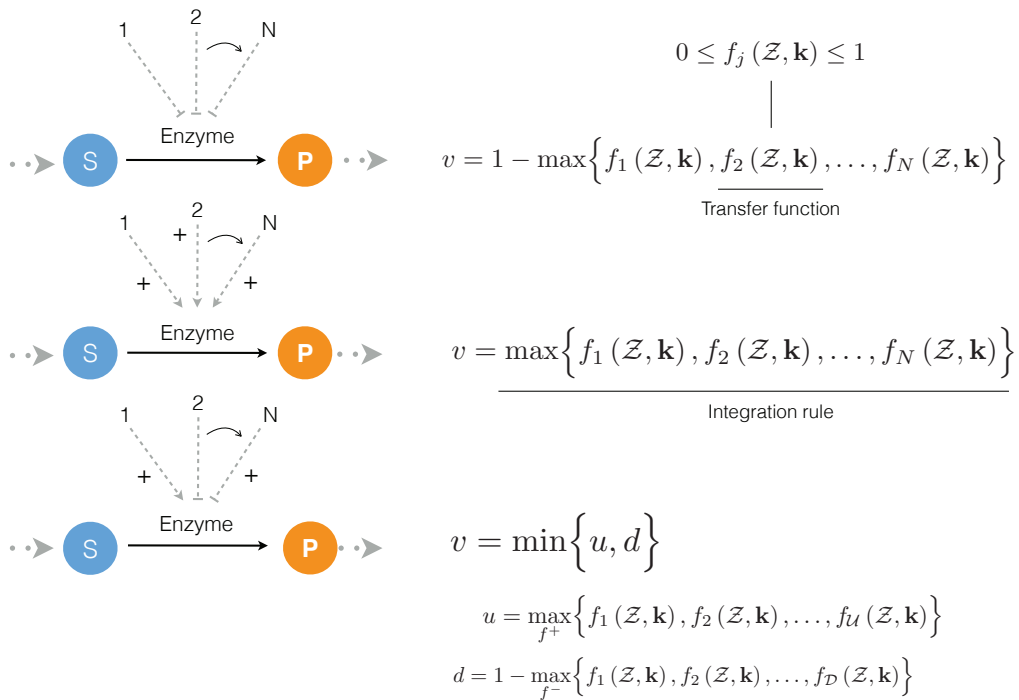 1 2 N
Enzyme
S P
0 ≤ f_j (𝒵, 𝐤) ≤ 1
v = 1 − max{f_1 (𝒵, 𝐤) , f_2 (𝒵, 𝐤) , . . . , f_N (𝒵, 𝐤)}
Transfer function
1 2 N
+
+ +
Enzyme
S P
v = max{f_1 (𝒵, 𝐤) , f_2 (𝒵, 𝐤) , . . . , f_N (𝒵, 𝐤)}
Integration rule
1 2 N
+ +
Enzyme
S P
v = min{u, d}
u = max_{f^+}{f_1 (𝒵, 𝐤) , f_2 (𝒵, 𝐤) , . . . , f_𝒰 (𝒵, 𝐤)}
d = 1 − max_{f^−}{f_1 (𝒵, 𝐤) , f_2 (𝒵, 𝐤) , . . . , f_𝒟 (𝒵, 𝐤)}